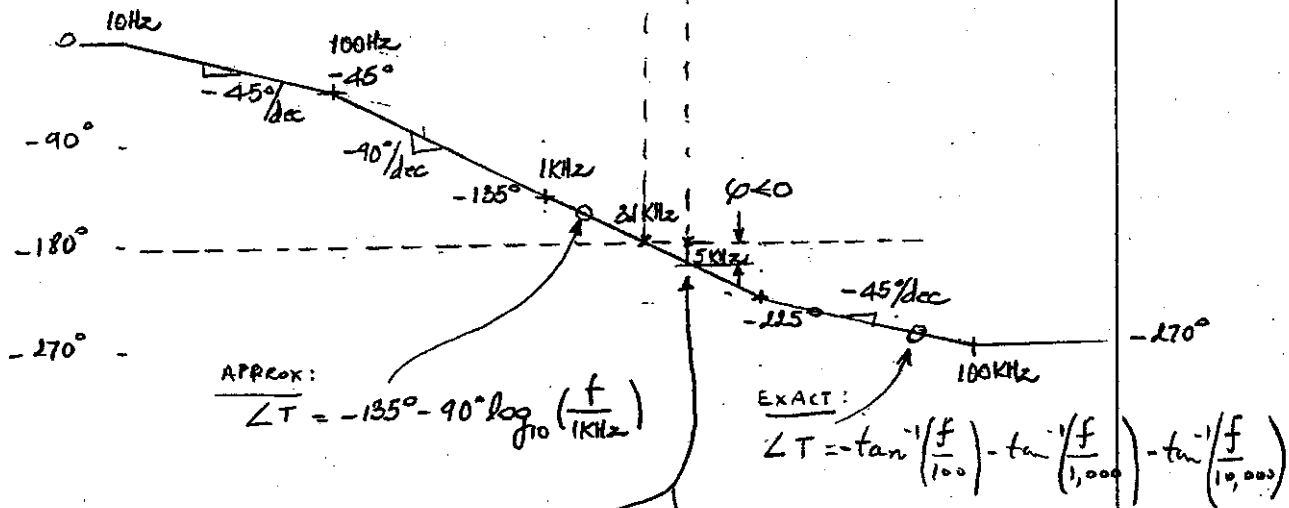 10Hz
0
100Hz
-45°
-45°/dec
-90°
-90°/dec
1KHz
-135°
φ<0
3.1KHz
-180°
5KHz
-45°/dec
-225
-270°
-270°
100KHz
APPROX:
∠T = -135° - 90° log₁₀ (f/1KHz)
EXACT:
∠T = -tan⁻¹(f/100) - tan⁻¹(f/1,000) - tan⁻¹(f/10,000)